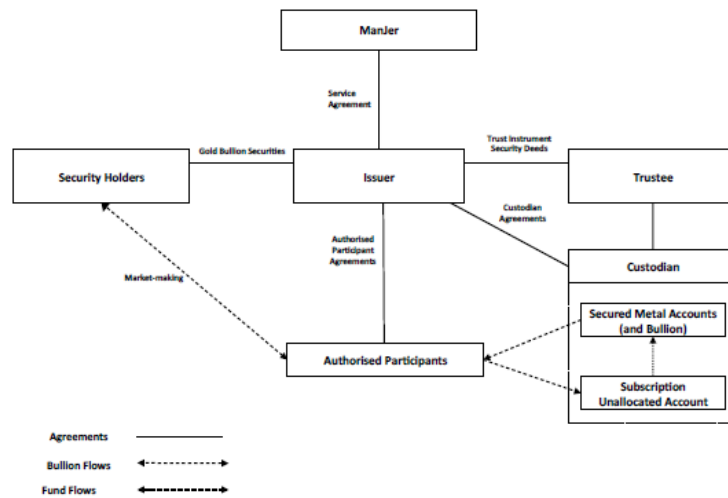 ManJer
Service
Agreement
Gold Bullion Securities
Trust Instrument
Security Deeds
Security Holders
Issuer
Trustee
Custodian
Agreements
Authorised
Participant
Agreements
Custodian
Market-making
Secured Metal Accounts
(and Bullion)
Authorised Participants
Subscription
Unallocated Account
Agreements
Bullion Flows
Fund Flows